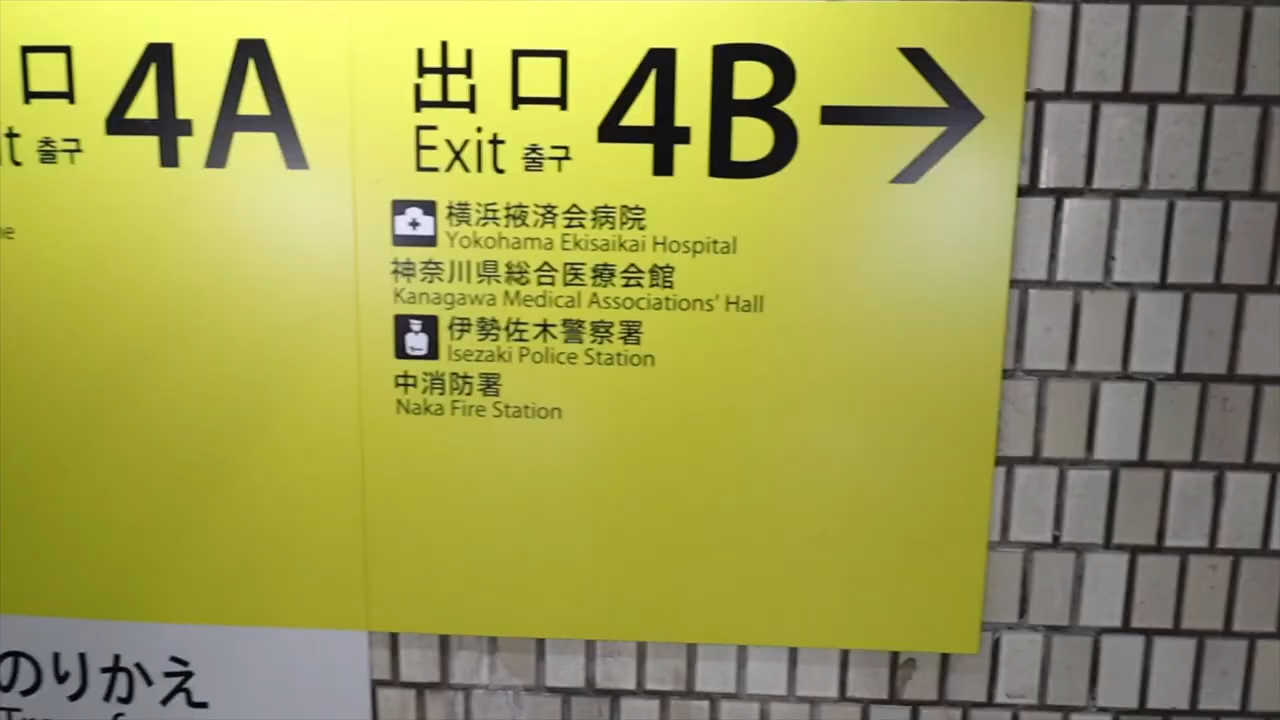 口 4A
出口 4B →
Exit 출구
출구
横浜掖済会病院
Yokohama Ekisaikai Hospital
神奈川県総合医療会館
Kanagawa Medical Associations' Hall
伊勢佐木警察署
Isezaki Police Station
中消防署
Naka Fire Station
のりかえ